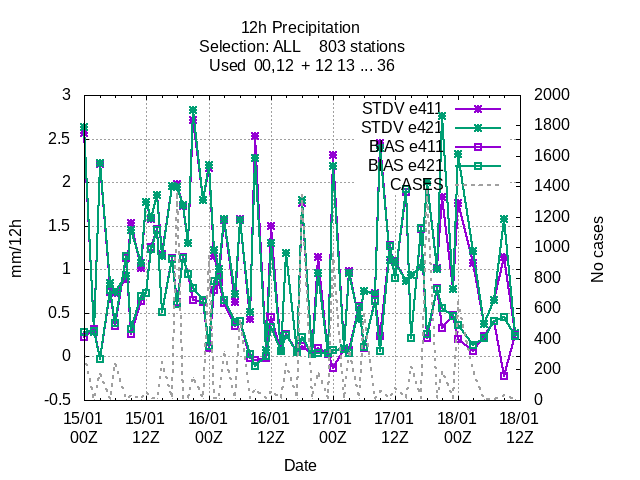 12h Precipitation
Selection: ALL 803 stations
Used 00,12 + 12 13 ... 36
STDV e411
STDV e421
BIAS e411
BIAS e421
CASES
3
2.5
2
1.5
1
0.5
0
-0.5
mm/12h
2000
1800
1600
1400
1200
1000
800
600
400
200
0
No cases
15/01 15/01 16/01 16/01 17/01 17/01 18/01 18/01
00Z 12Z 00Z 12Z 00Z 12Z 00Z 12Z
Date